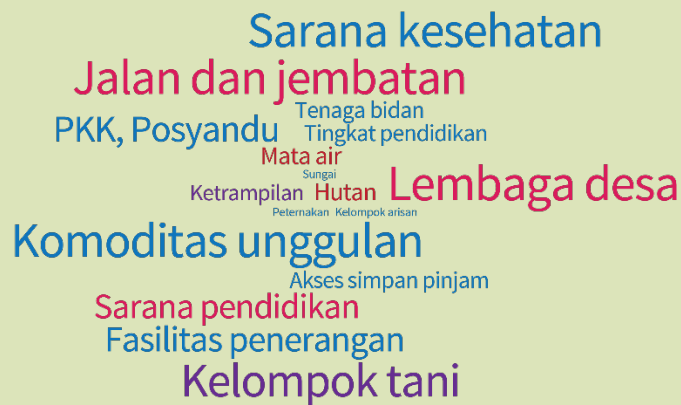 Sarana kesehatan
Jalan dan jembatan
Tenaga bidan
PKK, Posyandu
Tingkat pendidikan
Mata air
Sungai
Ketrampilan
Hutan
Lembaga desa
Peternakan
Kelompok arisan
Komoditas unggulan
Akses simpan pinjam
Sarana pendidikan
Fasilitas penerangan
Kelompok tani